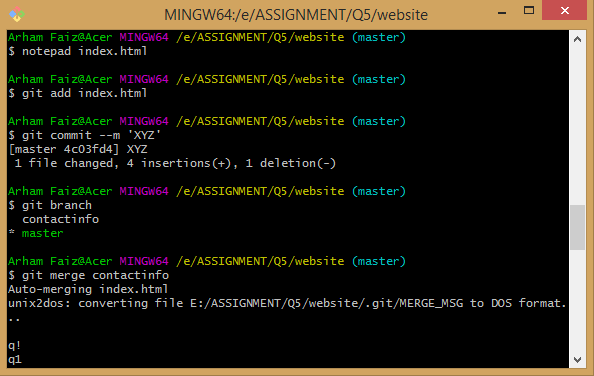 MINGW64:/e/ASSIGNMENT/Q5/website
Arham Faiz@Acer MINGW64 /e/ASSIGNMENT/Q5/website (master)
$ notepad index.html
Arham Faiz@Acer MINGW64 /e/ASSIGNMENT/Q5/website (master)
$ git add index.html
Arham Faiz@Acer MINGW64 /e/ASSIGNMENT/Q5/website (master)
$ git commit --m 'XYZ'
[master 4c03fd4] XYZ
 1 file changed, 4 insertions(+), 1 deletion(-)
Arham Faiz@Acer MINGW64 /e/ASSIGNMENT/Q5/website (master)
$ git branch
  contactinfo
* master
Arham Faiz@Acer MINGW64 /e/ASSIGNMENT/Q5/website (master)
$ git merge contactinfo
Auto-merging index.html
unix2dos: converting file E:/ASSIGNMENT/Q5/website/.git/MERGE_MSG to DOS format.
..
q!
q1